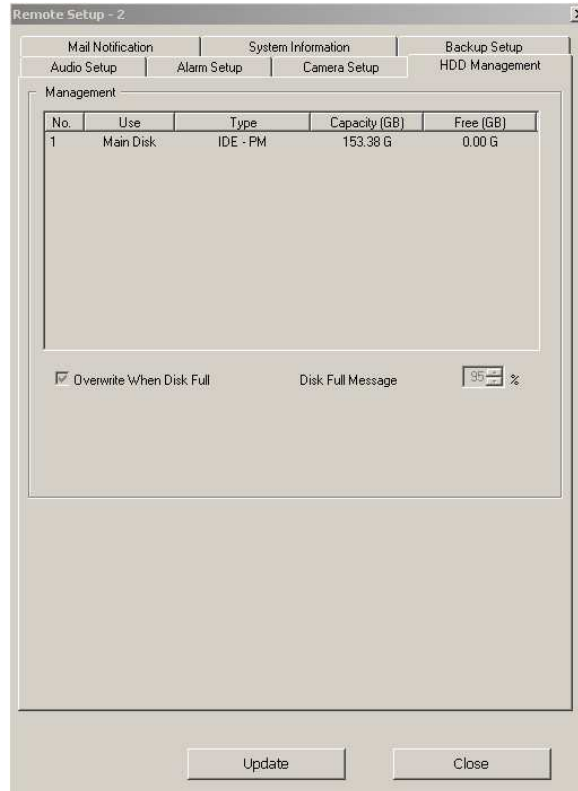 Remote Setup - 2
Mail Notification System Information Backup Setup
Audio Setup Alarm Setup Camera Setup HDD Management
Management
No. Use Type Capacity (GB) Free (GB)
1 Main Disk IDE - PM 153.38 G 0.00 G
Overwrite When Disk Full Disk Full Message 95 %
Update Close